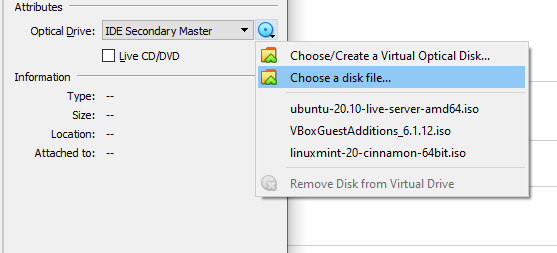 Attributes
Optical Drive: IDE Secondary Master
Live CD/DVD
Information
Type: --
Size: --
Location: --
Attached to: --
Choose/Create a Virtual Optical Disk...
Choose a disk file...
ubuntu-20.10-live-server-amd64.iso
VBoxGuestAdditions_6.1.12.iso
linuxmint-20-cinnamon-64bit.iso
Remove Disk from Virtual Drive